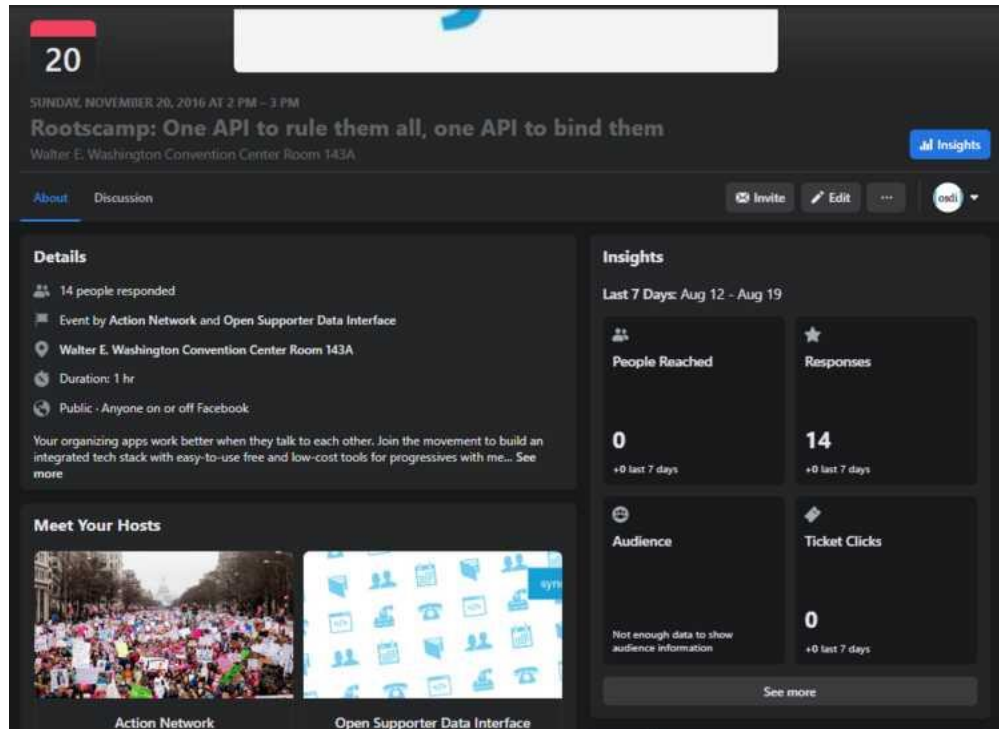 20
SUNDAY, NOVEMBER 20, 2016 AT 2 PM – 3 PM
Rootscamp: One API to rule them all, one API to bind them
Walter E. Washington Convention Center Room 143A
Insights
About
Discussion
Invite
Edit
...
osdi
Details
14 people responded
Event by Action Network and Open Supporter Data Interface
Walter E. Washington Convention Center Room 143A
Duration: 1 hr
Public · Anyone on or off Facebook
Your organizing apps work better when they talk to each other. Join the movement to build an
integrated tech stack with easy-to-use free and low-cost tools for progressives with me... See
more
Meet Your Hosts
sync
Action Network
Open Supporter Data Interface
Insights
Last 7 Days: Aug 12 - Aug 19
People Reached
0
+0 last 7 days
Responses
14
+0 last 7 days
Audience
Not enough data to show
audience information
Ticket Clicks
0
+0 last 7 days
See more